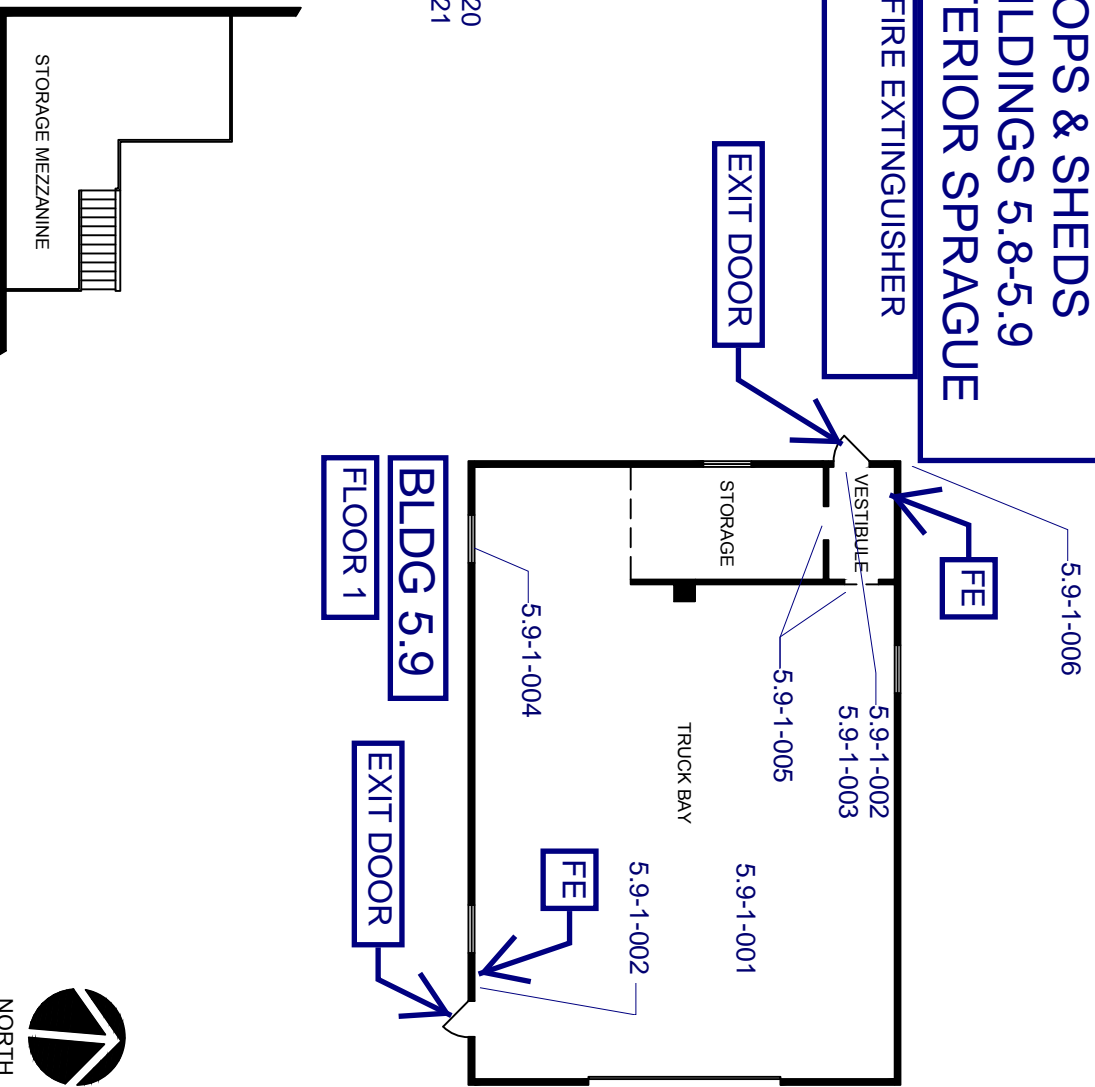 OPS & SHEDS
ILDINGS 5.8-5.9
TERIOR SPRAGUE
FIRE EXTINGUISHER
5.9-1-006
FE
EXIT DOOR
VESTIBULE
5.9-1-002
5.9-1-003
5.9-1-005
STORAGE
TRUCK BAY
5.9-1-001
5.9-1-002
FE
5.9-1-004
20
21
BLDG 5.9
FLOOR 1
EXIT DOOR
STORAGE MEZZANINE
NORTH